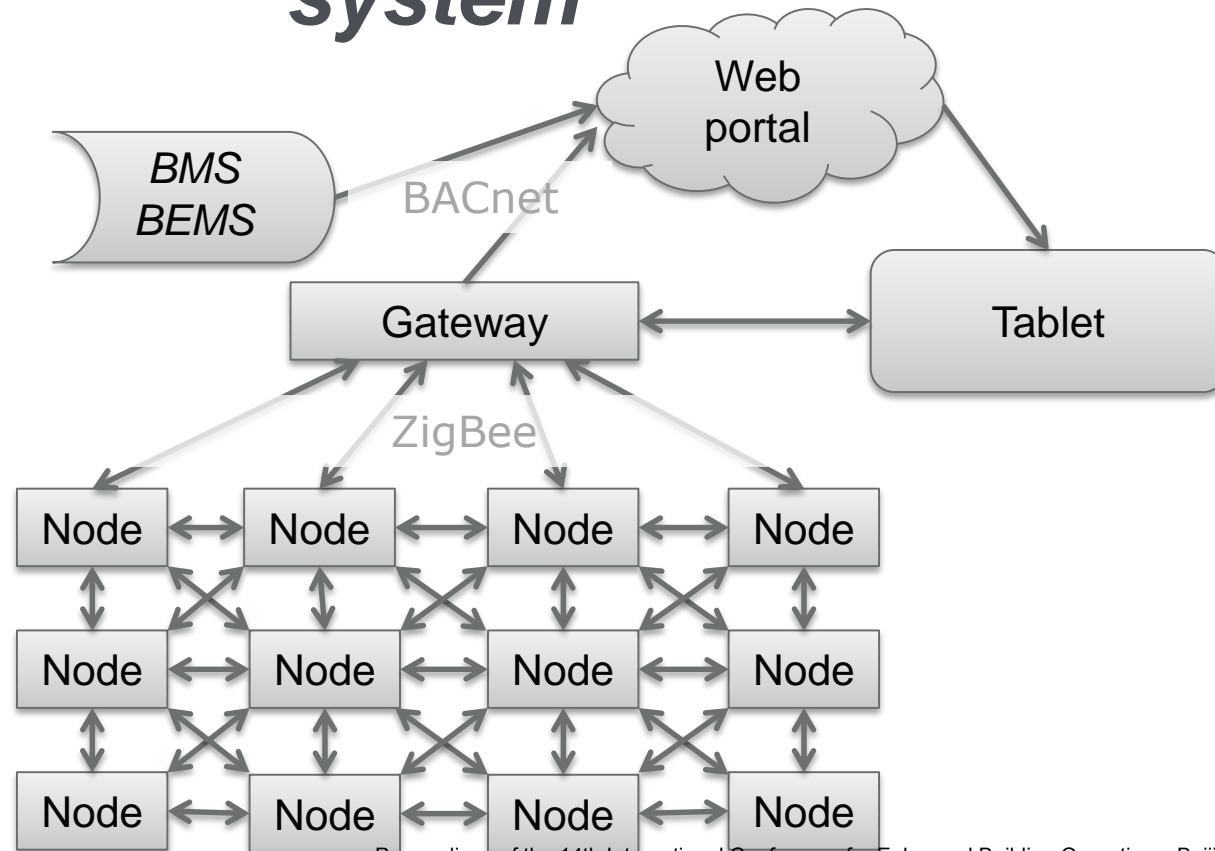 system
Web
portal
BMS
BEMS
BACnet
Gateway
Tablet
ZigBee
Node Node Node Node
Node Node Node Node
Node Node Node Node